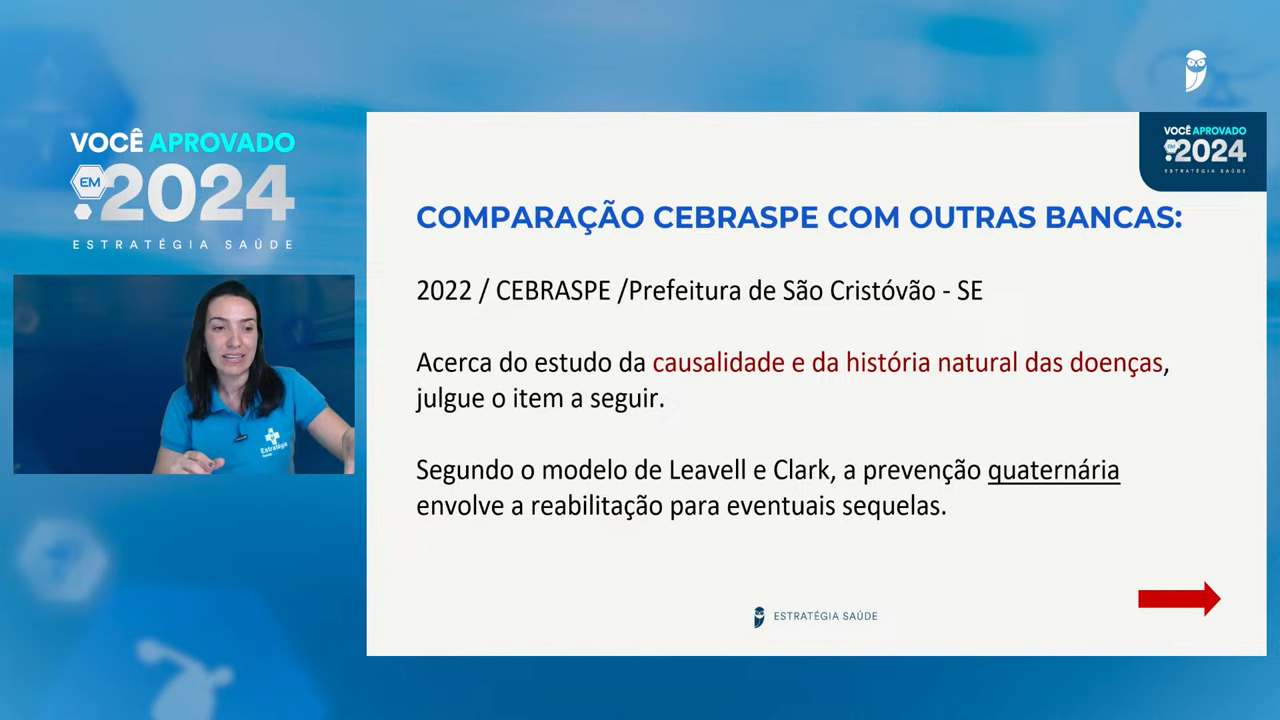 VOCÊ APROVADO
EM 2024
ESTRATÉGIA SAÚDE
VOCÊ APROVADO
EM 2024
ESTRATÉGIA SAÚDE
COMPARAÇÃO CEBRASPE COM OUTRAS BANCAS:
2022 / CEBRASPE /Prefeitura de São Cristóvão - SE
Acerca do estudo da causalidade e da história natural das doenças,
julgue o item a seguir.
Segundo o modelo de Leavell e Clark, a prevenção quaternária
envolve a reabilitação para eventuais sequelas.
ESTRATÉGIA SAÚDE
Estratégia